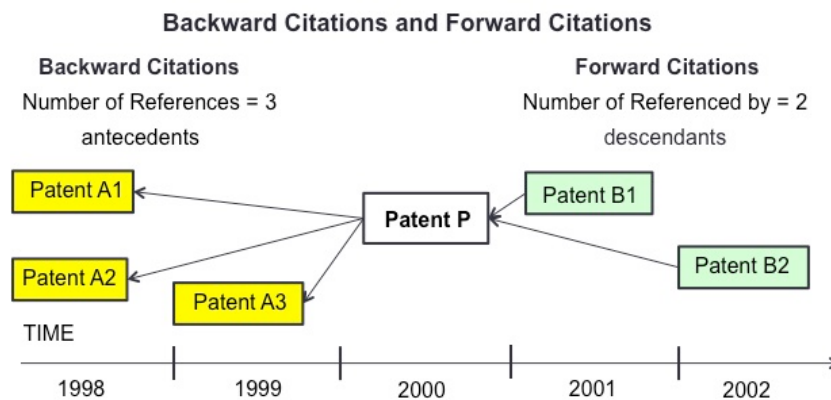 Backward Citations and Forward Citations
Backward Citations
Number of References = 3
antecedents
Forward Citations
Number of Referenced by = 2
descendants
Patent A1
Patent P
Patent B1
Patent A2
Patent A3
Patent B2
TIME
1998
1999
2000
2001
2002